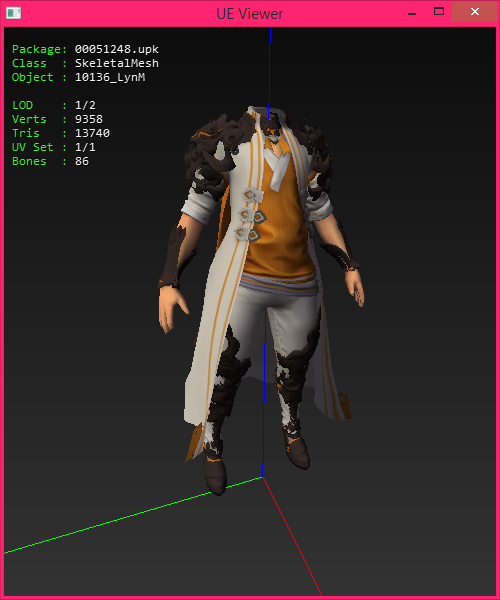 UE Viewer
Package: 00051248.upk
Class : SkeletalMesh
Object : 10136_LynM
LOD : 1/2
Verts : 9358
Tris : 13740
UV Set : 1/1
Bones : 86